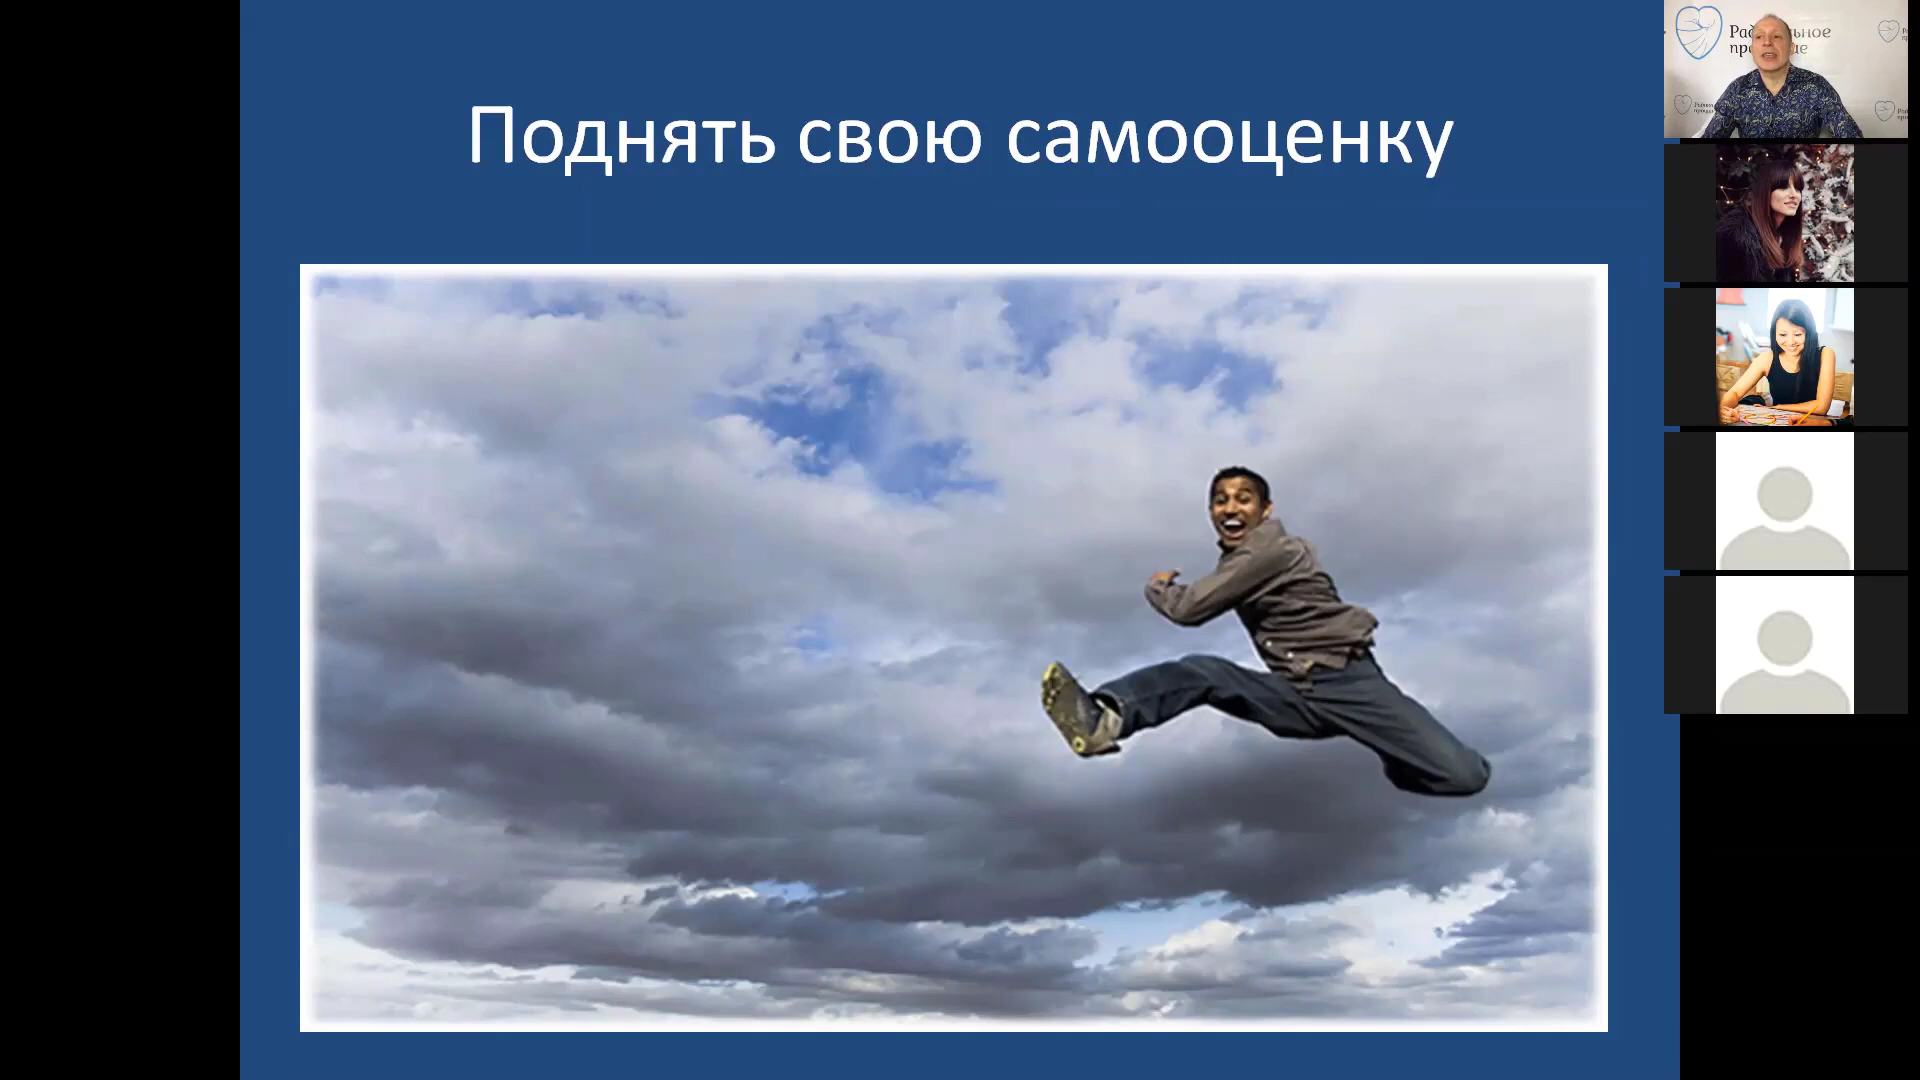 Поднять свою самооценку